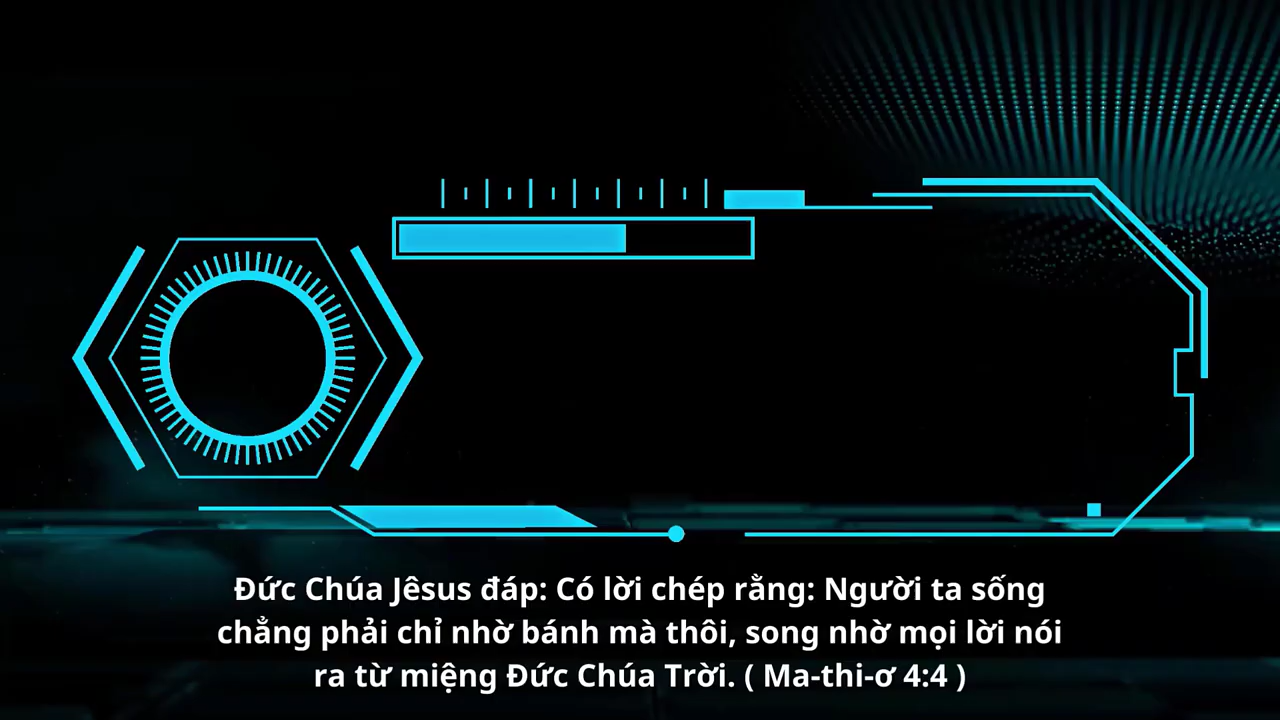 Đức Chúa Jêsus đáp: Có lời chép rằng: Người ta sống
chẳng phải chỉ nhờ bánh mà thôi, song nhờ mọi lời nói
ra từ miệng Đức Chúa Trời. ( Ma-thi-ơ 4:4 )